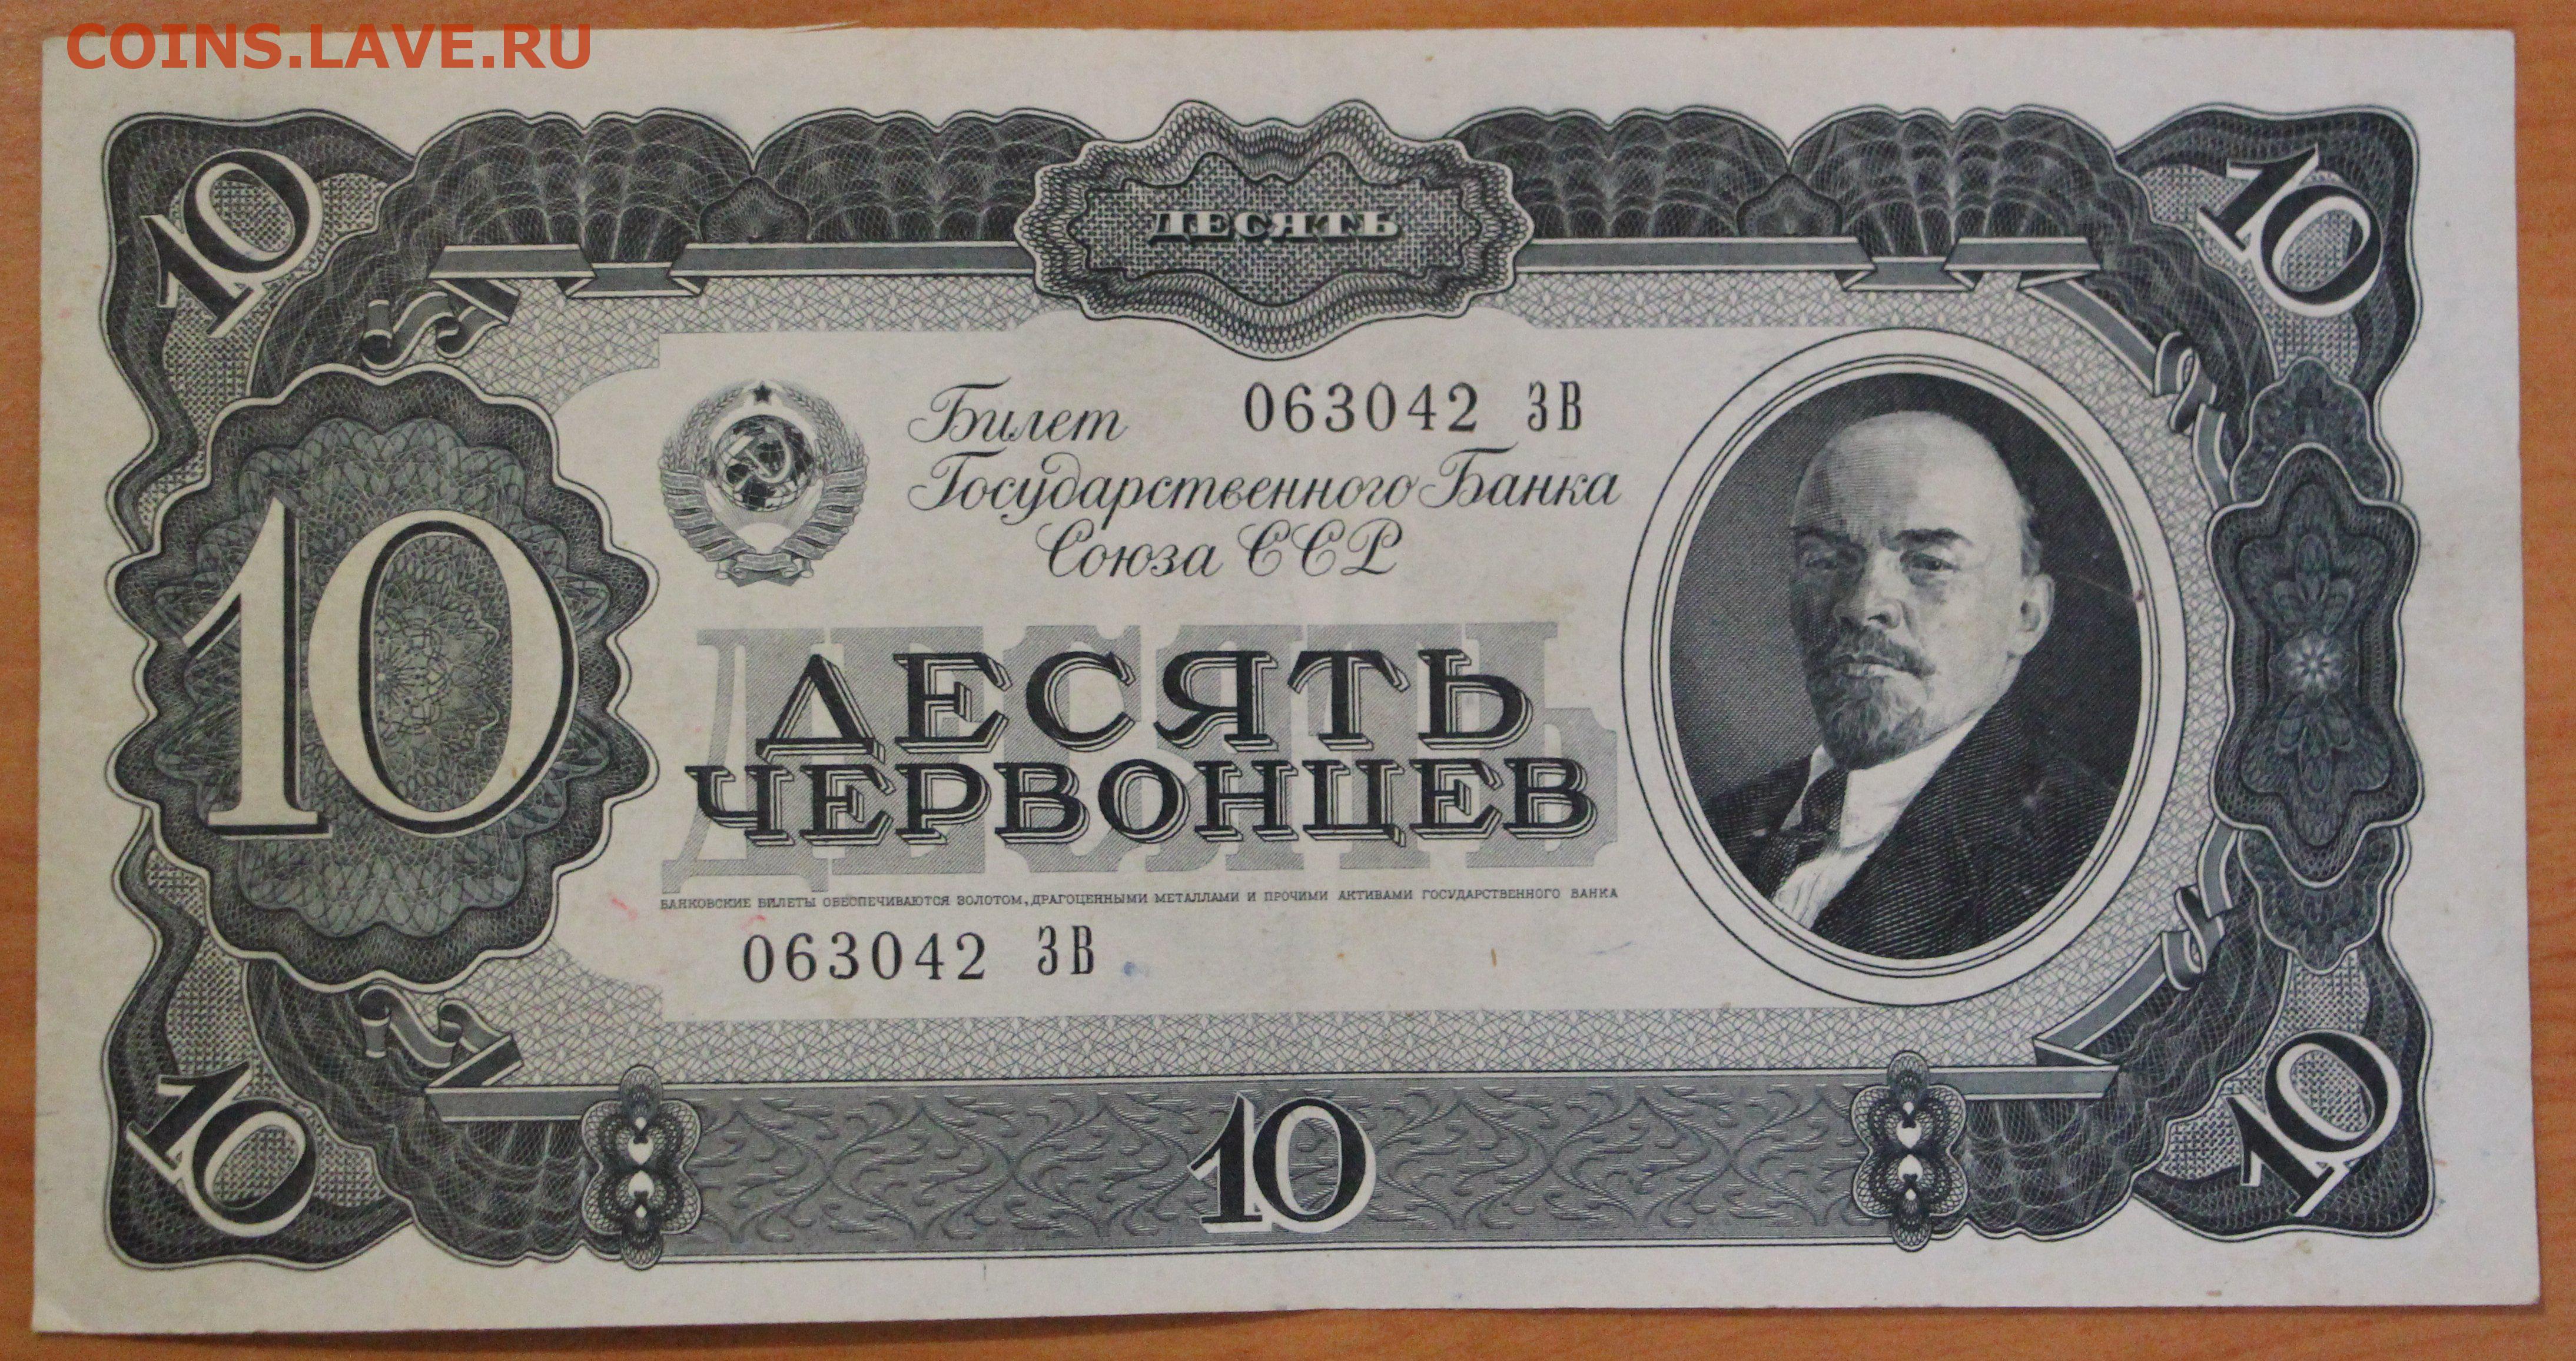 COINS.LAVE.RU
10
10
ДЕСЯТЬ
Билет 063042 ЗВ
Государственного Банка
Союза ССР
10
ДЕСЯТЬ
ДЕСЯТЬ
ЧЕРВОНЦЕВ
БАНКОВСКИЕ БИЛЕТЫ ОБЕСПЕЧИВАЮТСЯ ЗОЛОТОМ, ДРАГОЦЕННЫМИ МЕТАЛЛАМИ И ПРОЧИМИ АКТИВАМИ ГОСУДАРСТВЕННОГО БАНКА
063042 ЗВ
10
10
10